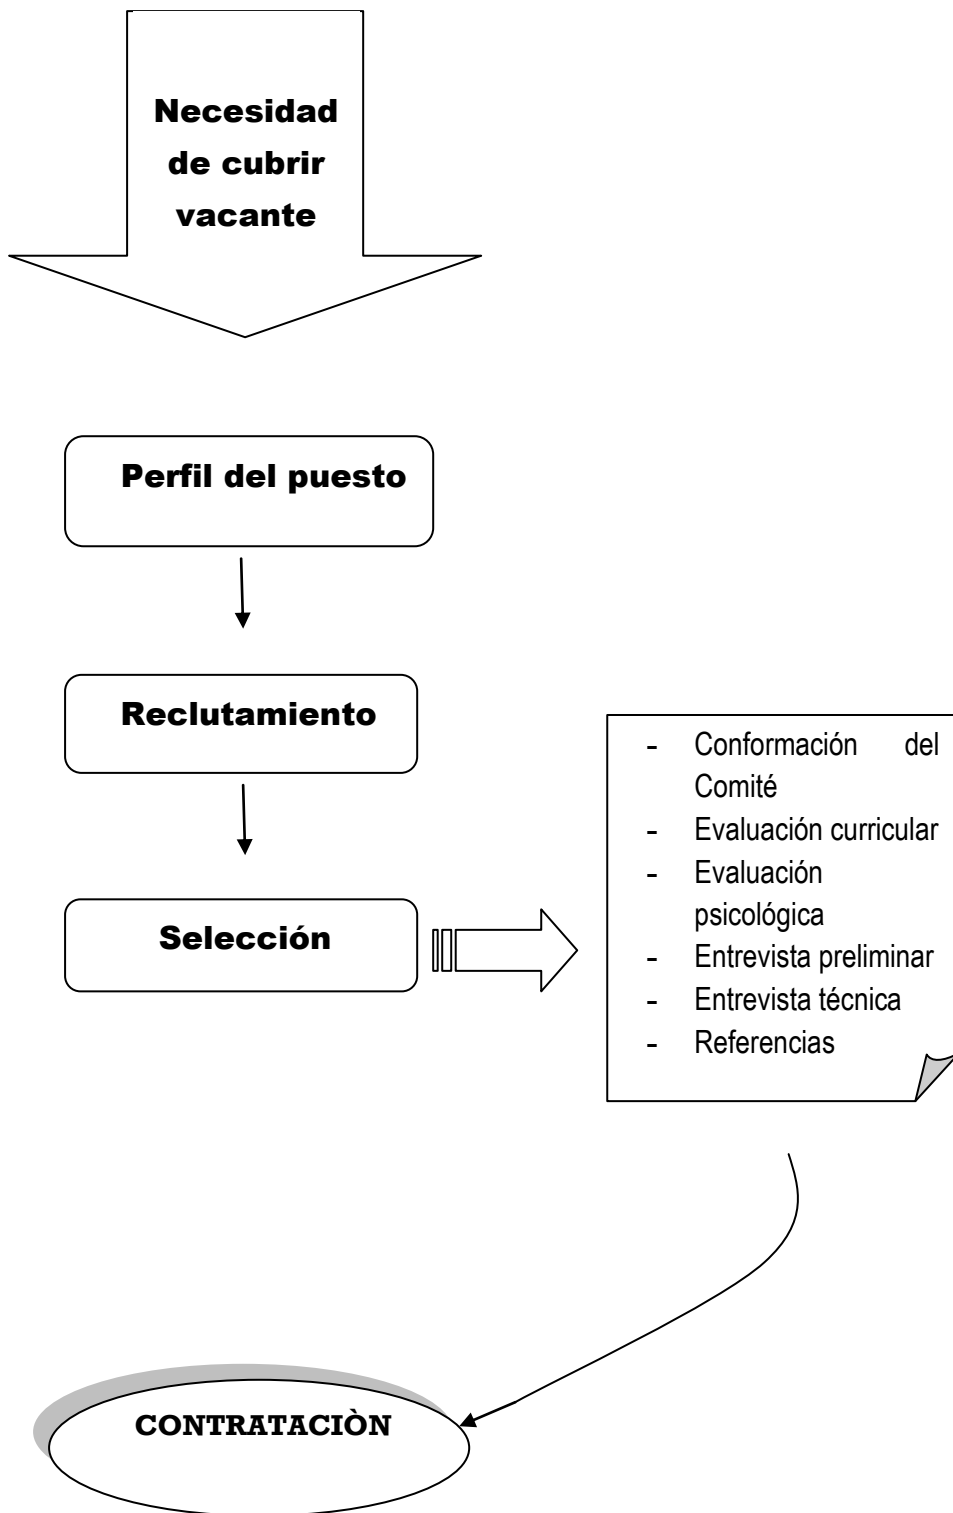 Necesidad
de cubrir
vacante
Perfil del puesto
Reclutamiento
Selección
- Conformación del
Comité
- Evaluación curricular
- Evaluación
psicológica
- Entrevista preliminar
- Entrevista técnica
- Referencias
CONTRATACIÒN